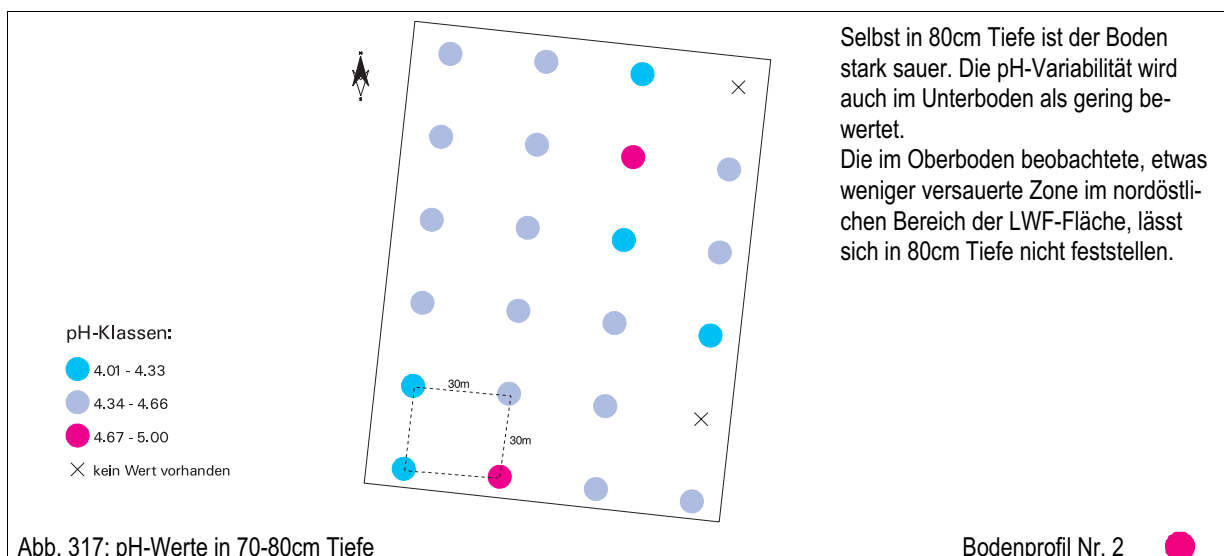 Selbst in 80cm Tiefe ist der Boden
stark sauer. Die pH-Variabilität wird
auch im Unterboden als gering be-
wertet.
Die im Oberboden beobachtete, etwas
weniger versauerte Zone im nordöstli-
chen Bereich der LWF-Fläche, lässt
sich in 80cm Tiefe nicht feststellen.
N
S
pH-Klassen:
4.01 - 4.33
4.34 - 4.66
4.67 - 5.00
kein Wert vorhanden
30m
30m
Abb. 317: pH-Werte in 70-80cm Tiefe
Bodenprofil Nr. 2